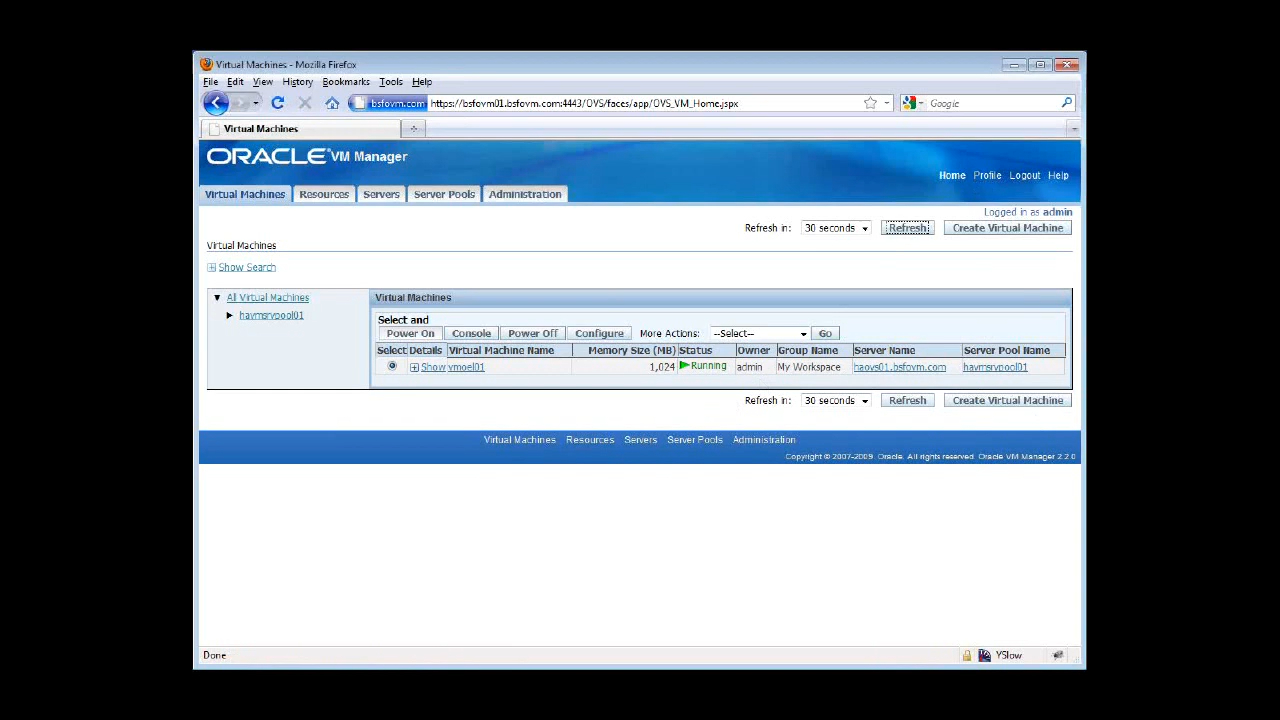 Virtual Machines - Mozilla Firefox
File Edit View History Bookmarks Tools Help
bsfovm.com https://bsfovm01.bsfovm.com:4443/OVS/faces/app/OVS_VM_Home.jspx Google
Virtual Machines
ORACLE VM Manager
Home Profile Logout Help
Virtual Machines Resources Servers Server Pools Administration
Logged in as admin
Refresh in: 30 seconds Refresh Create Virtual Machine
Virtual Machines
Show Search
All Virtual Machines Virtual Machines
havmsrvpool01
Select and
Power On Console Power Off Configure More Actions: --Select-- Go
Select Details Virtual Machine Name Memory Size (MB) Status Owner Group Name Server Name Server Pool Name
Show vmoel01 1,024 Running admin My Workspace haovs01.bsfovm.com havmsrvpool01
Refresh in: 30 seconds Refresh Create Virtual Machine
Virtual Machines Resources Servers Server Pools Administration
Copyright © 2007-2009, Oracle. All rights reserved. Oracle VM Manager 2.2.0
Done YSlow